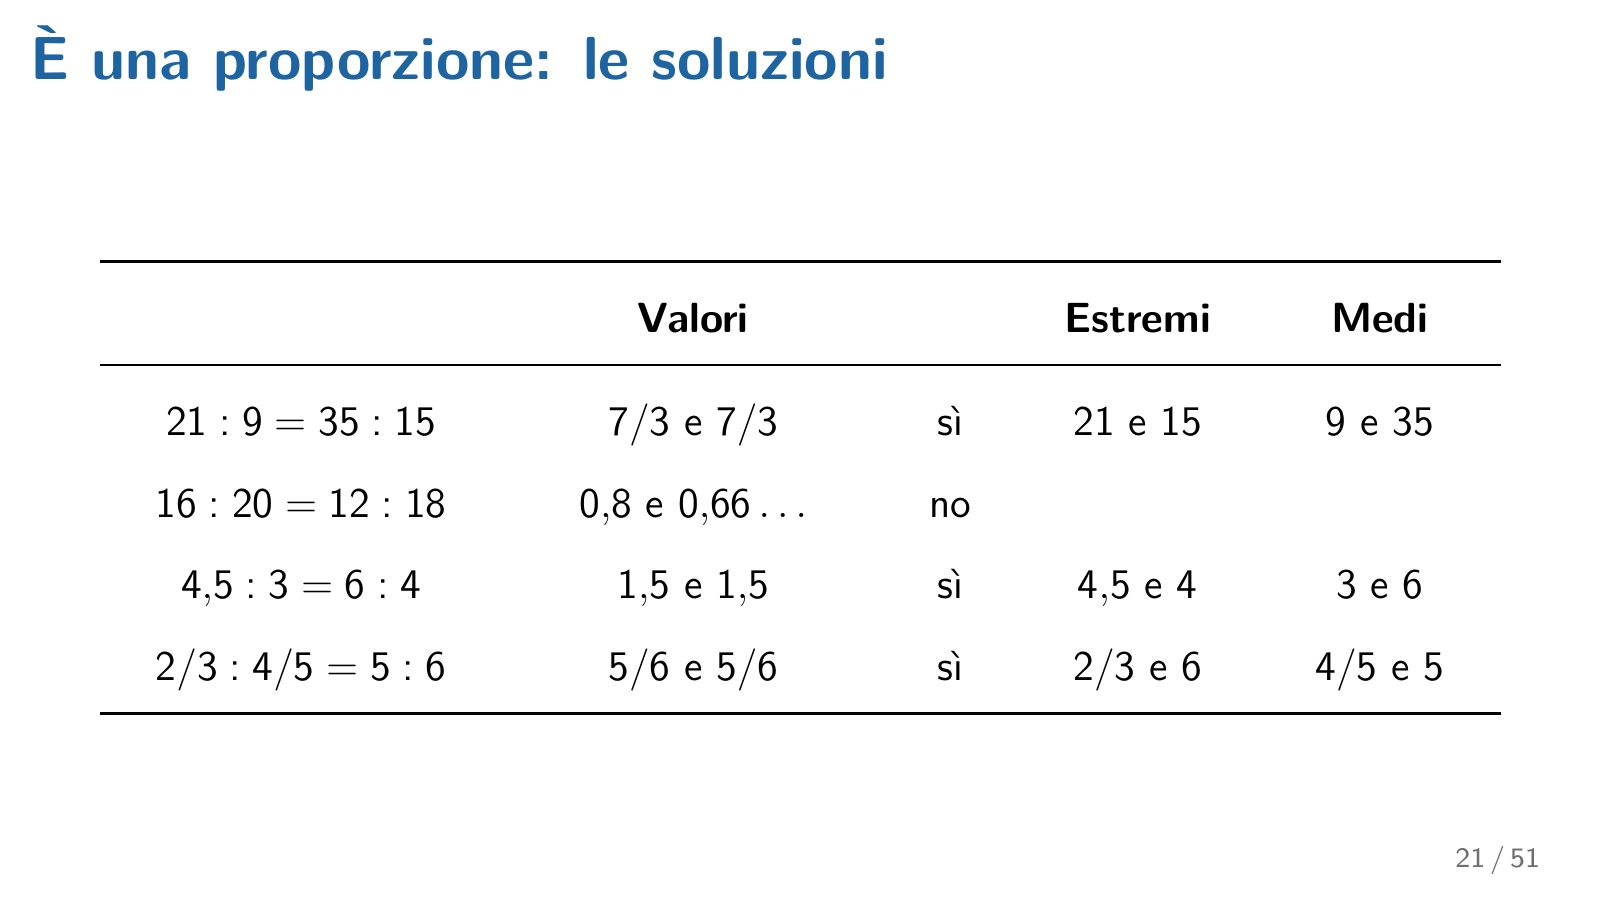 È una proporzione: le soluzioni
Valori Estremi Medi
21 : 9 = 35 : 15 7/3 e 7/3 sì 21 e 15 9 e 35
16 : 20 = 12 : 18 0,8 e 0,66 . . . no
4,5 : 3 = 6 : 4 1,5 e 1,5 sì 4,5 e 4 3 e 6
2/3 : 4/5 = 5 : 6 5/6 e 5/6 sì 2/3 e 6 4/5 e 5
21 / 51